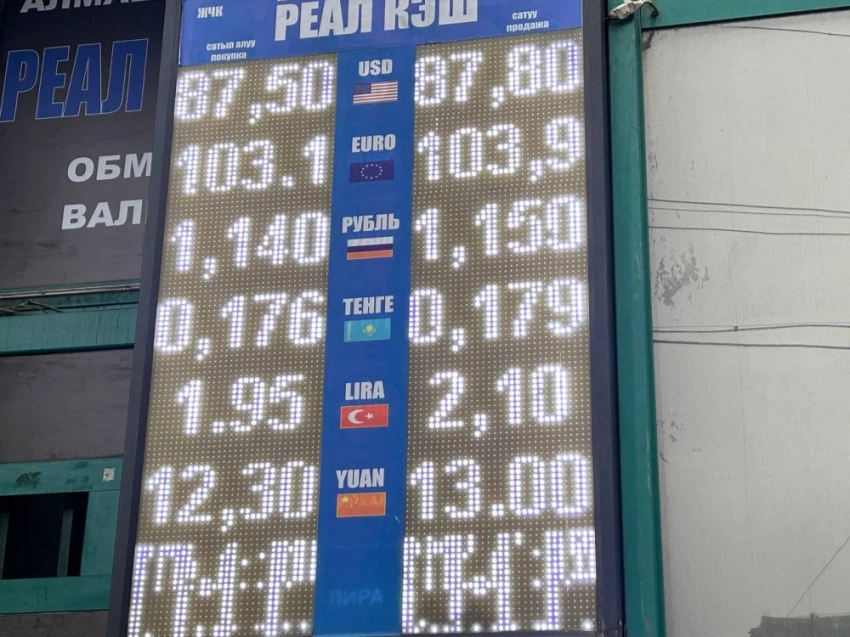 РЕАЛ
ОБМ
ВАЛ
ЖЧК
РЕАЛ КЭШ
сатып алуу
покупка
сатуу
продажа
87,50 USD 87,80
103.1 EURO 103,9
1,140 РУБЛЬ 1,150
0,176 ТЕНГЕ 0,179
1.95 LIRA 2,10
12,30 YUAN 13.00
ЛИРА